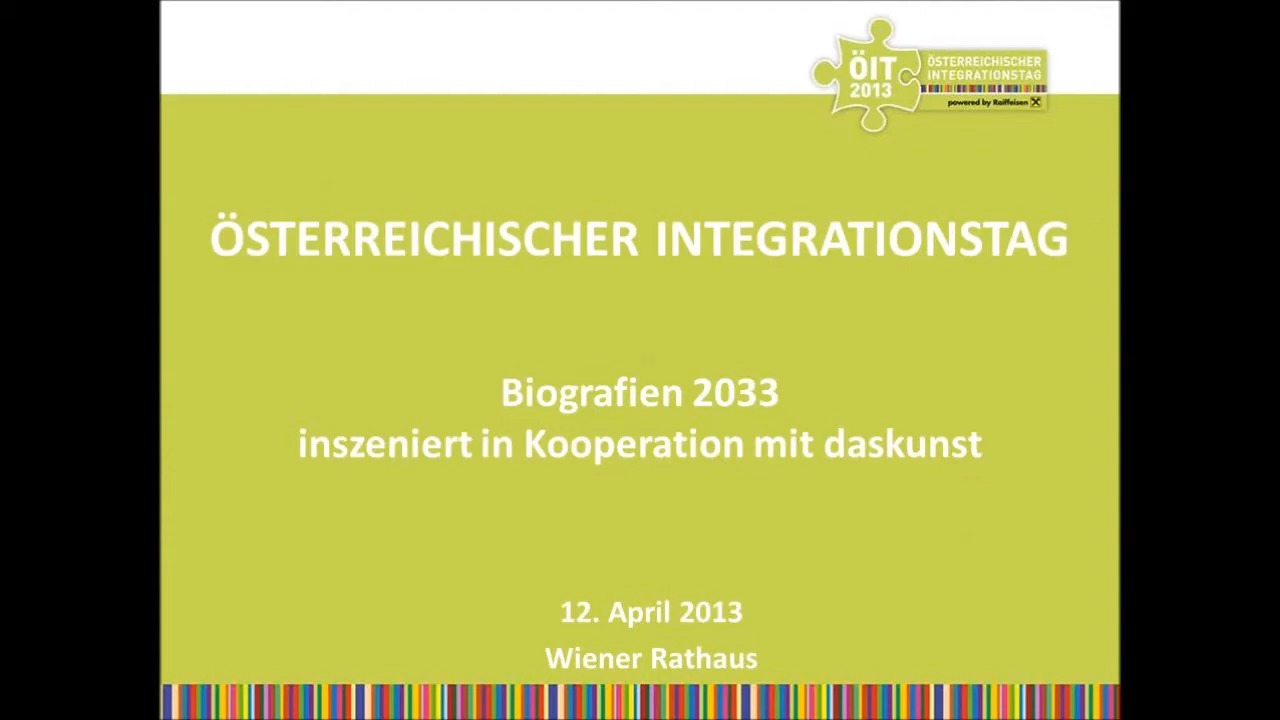 ÖIT
2013
ÖSTERREICHISCHER
INTEGRATIONSTAG
powered by Raiffeisen
ÖSTERREICHISCHER INTEGRATIONSTAG
Biografien 2033
inszeniert in Kooperation mit daskunst
12. April 2013
Wiener Rathaus